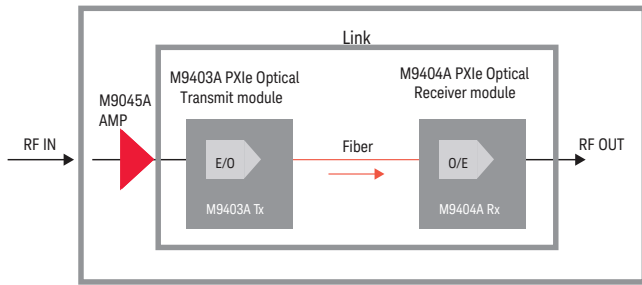 Link
M9403A PXIe Optical
Transmit module
M9404A PXIe Optical
Receiver module
M9045A
AMP
RF IN
E/O
Fiber
O/E
RF OUT
M9403A Tx
M9404A Rx